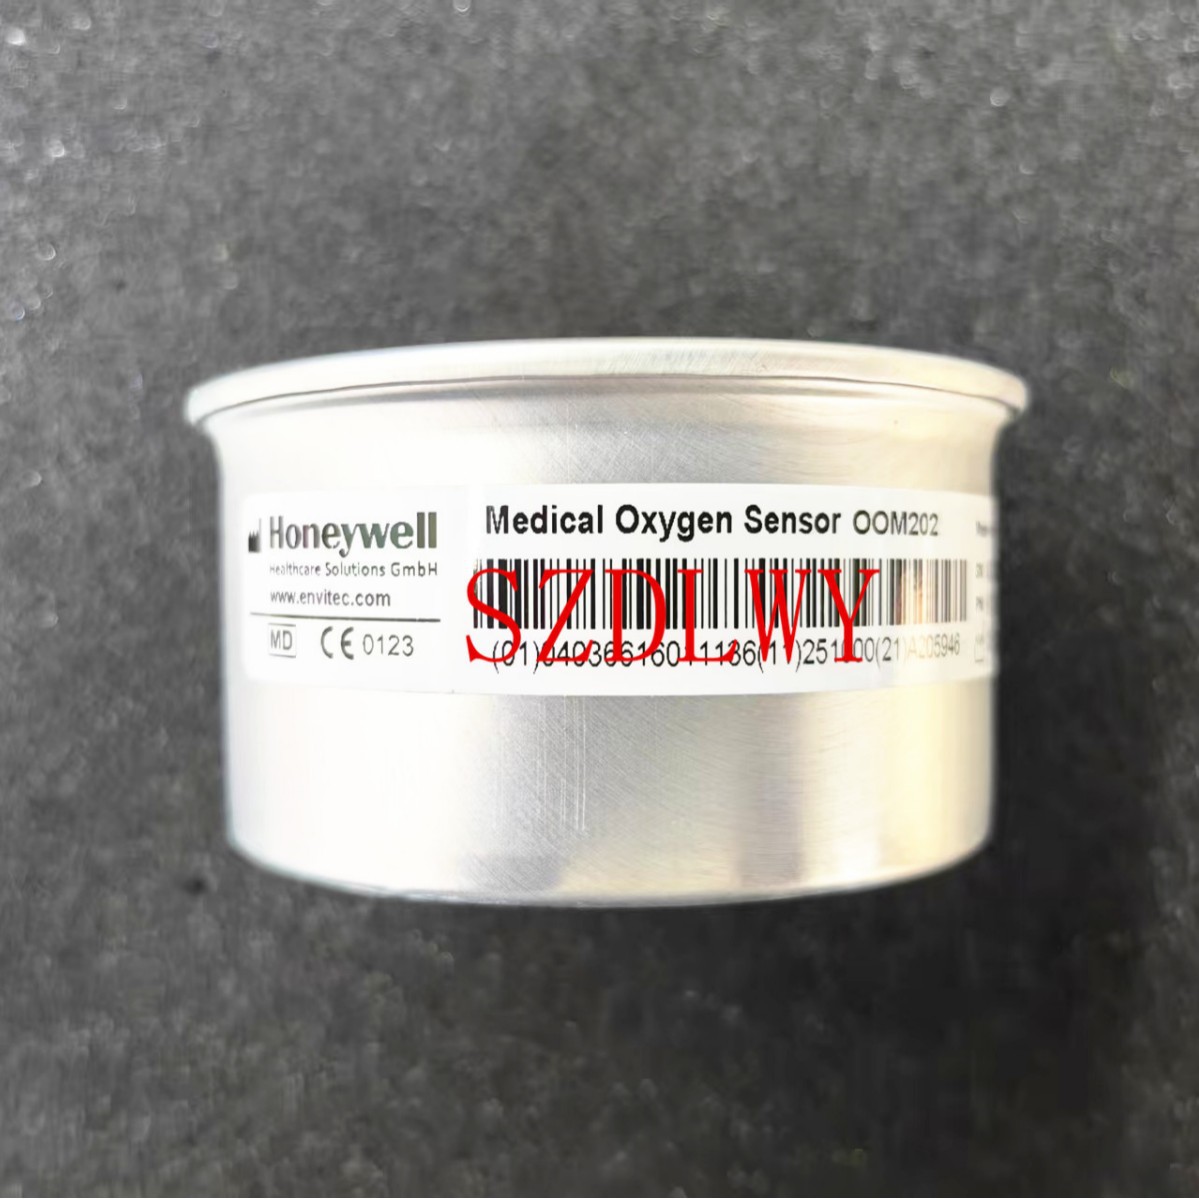 Honeywell
Healthcare Solutions GmbH
www.envitec.com
MD CE 0123
Medical Oxygen Sensor OOM202
SZDLWY